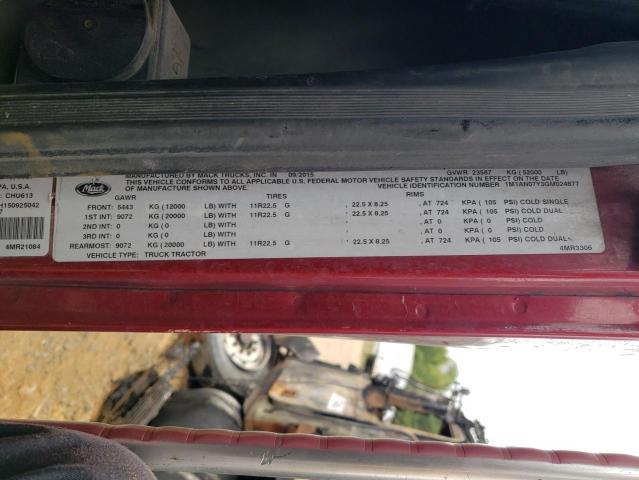 PA, U.S.A.
: CHU613
H150925042
7
4MR21084
Mack
MANUFACTURED BY MACK TRUCKS, INC. IN 09/2015 GVWR 23587 KG (52000 LB)
THIS VEHICLE CONFORMS TO ALL APPLICABLE U.S. FEDERAL MOTOR VEHICLE SAFETY STANDARDS IN EFFECT ON THE DATE
OF MANUFACTURE SHOWN ABOVE. VEHICLE IDENTIFICATION NUMBER 1M1AN07Y3GM024877
GAWR TIRES RIMS
FRONT: 5443 KG (12000 LB) WITH 11R22.5 G : 22.5 X 8.25 , AT 724 KPA ( 105 PSI) COLD SINGLE
1ST INT: 9072 KG (20000 LB) WITH 11R22.5 G : 22.5 X 8.25 , AT 724 KPA ( 105 PSI) COLD DUAL
2ND INT: 0 KG ( 0 LB) WITH , AT 0 KPA ( 0 PSI) COLD
3RD INT: 0 KG ( 0 LB) WITH , AT 0 KPA ( 0 PSI) COLD
REARMOST: 9072 KG (20000 LB) WITH 11R22.5 G : 22.5 X 8.25 , AT 724 KPA ( 105 PSI) COLD DUAL
VEHICLE TYPE: TRUCK TRACTOR 4MR3306